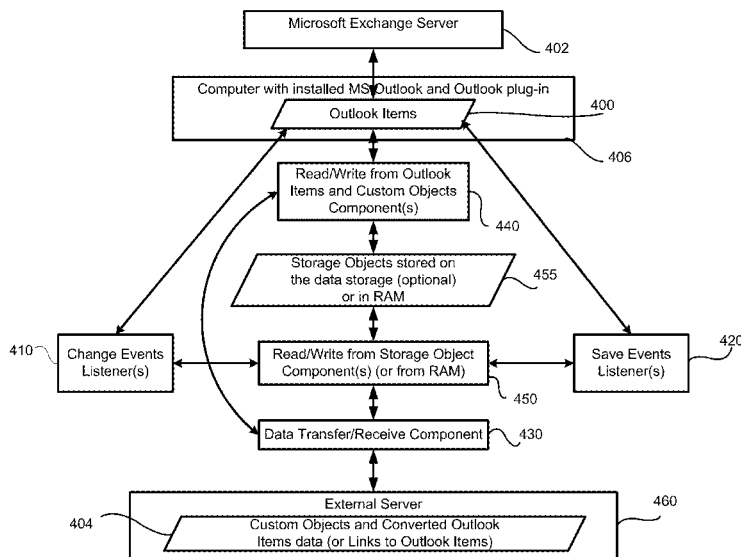 Microsoft Exchange Server
402
Computer with installed MS Outlook and Outlook plug-in
Outlook Items
400
406
Read/Write from Outlook
Items and Custom Objects
Component(s)
440
Storage Objects stored on
the data storage (optional)
or in RAM
455
410
Change Events
Listener(s)
Read/Write from Storage Object
Component(s) (or from RAM)
450
Save Events
Listener(s)
420
Data Transfer/Receive Component
430
External Server
460
404
Custom Objects and Converted Outlook
Items data (or Links to Outlook Items)